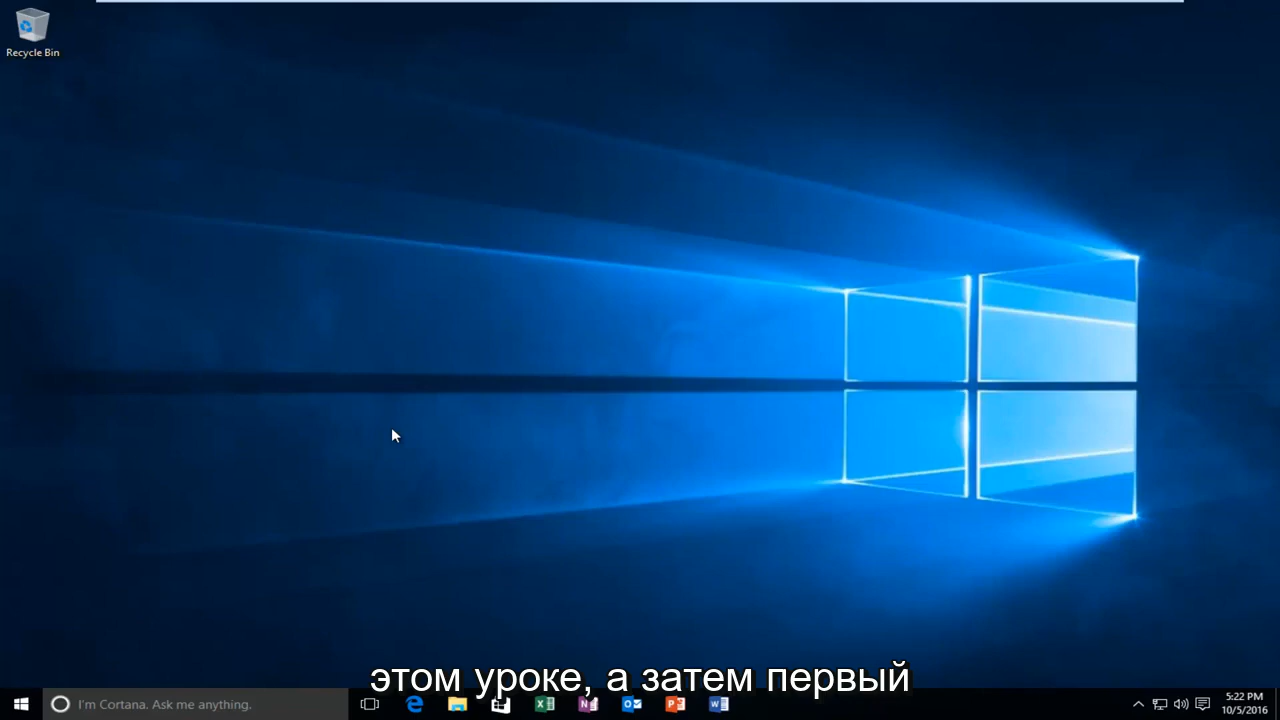 Recycle Bin
этом уроке, а затем первый
I'm Cortana. Ask me anything.
5:22 PM
10/5/2016